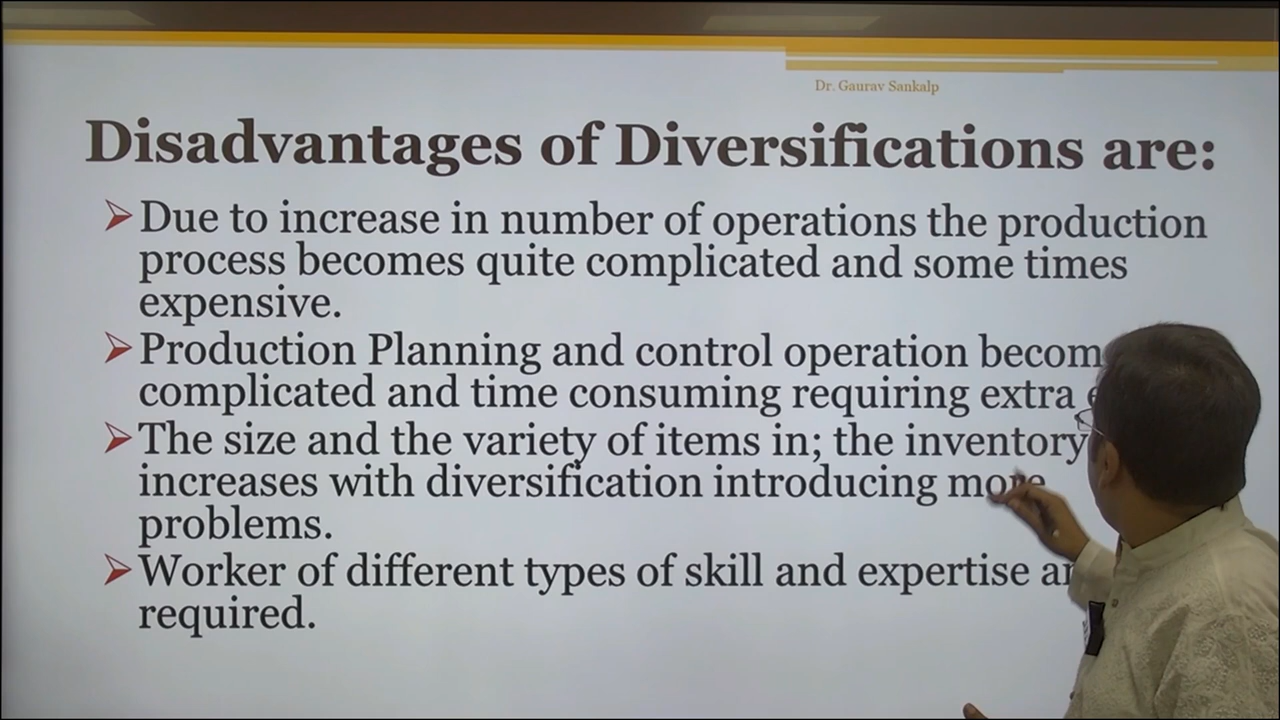 Dr. Gaurav Sankalp
Disadvantages of Diversifications are:
Due to increase in number of operations the production
process becomes quite complicated and some times
expensive.
Production Planning and control operation
complicated and time consuming requiring extra
The size and the variety of items in; the inventory
increases with diversification introducing more
problems.
Worker of different types of skill and expertise
required.